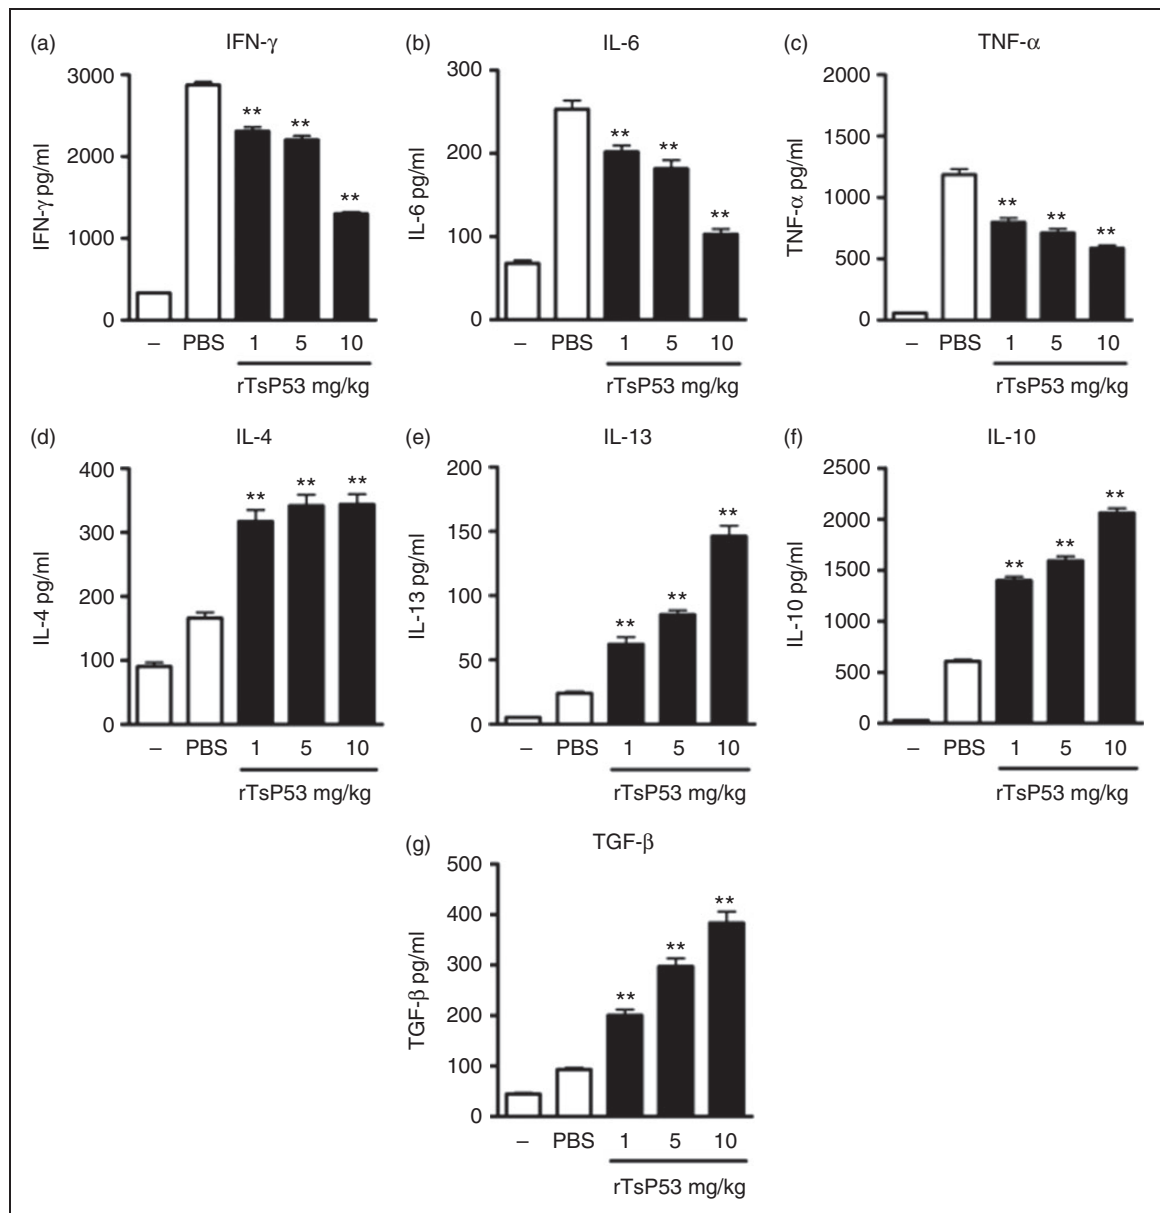 (a) IFN-γ
IFN-γ pg/ml
3000
2000
1000
0
** ** **
– PBS 1 5 10
rTsP53 mg/kg
(b) IL-6
IL-6 pg/ml
300
200
100
0
** ** **
– PBS 1 5 10
rTsP53 mg/kg
(c) TNF-α
TNF-α pg/ml
2000
1500
1000
500
0
** ** **
– PBS 1 5 10
rTsP53 mg/kg
(d) IL-4
IL-4 pg/ml
400
300
200
100
0
** ** **
– PBS 1 5 10
rTsP53 mg/kg
(e) IL-13
IL-13 pg/ml
200
150
100
50
0
** ** **
– PBS 1 5 10
rTsP53 mg/kg
(f) IL-10
IL-10 pg/ml
2500
2000
1500
1000
500
0
** ** **
– PBS 1 5 10
rTsP53 mg/kg
(g) TGF-β
TGF-β pg/ml
500
400
300
200
100
0
** ** **
– PBS 1 5 10
rTsP53 mg/kg